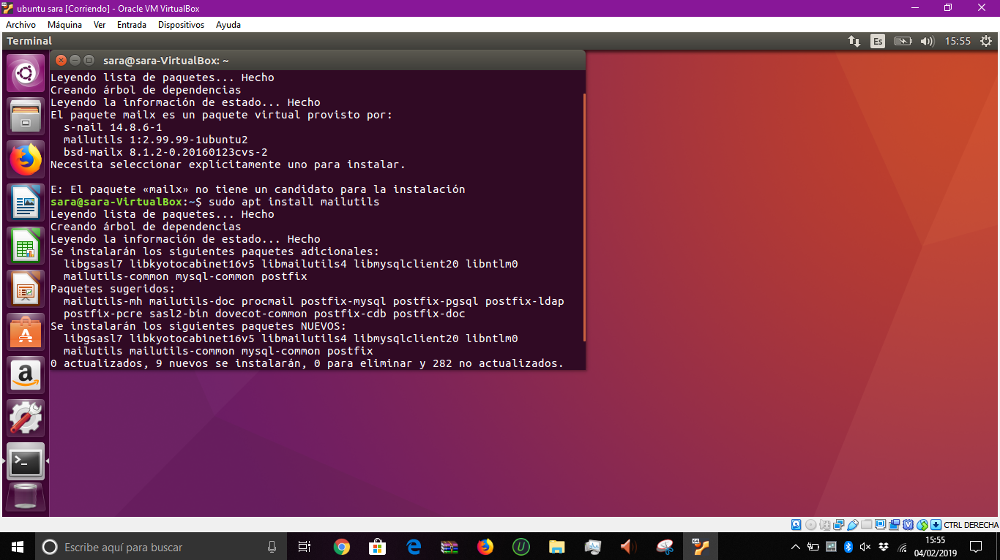 ubuntu sara [Corriendo] - Oracle VM VirtualBox
Archivo Máquina Ver Entrada Dispositivos Ayuda
Terminal
Es
15:55
sara@sara-VirtualBox: ~
Leyendo lista de paquetes... Hecho
Creando árbol de dependencias
Leyendo la información de estado... Hecho
El paquete mailx es un paquete virtual provisto por:
s-nail 14.8.6-1
mailutils 1:2.99.99-1ubuntu2
bsd-mailx 8.1.2-0.20160123cvs-2
Necesita seleccionar explícitamente uno para instalar.
E: El paquete «mailx» no tiene un candidato para la instalación
sara@sara-VirtualBox:~$ sudo apt install mailutils
Leyendo lista de paquetes... Hecho
Creando árbol de dependencias
Leyendo la información de estado... Hecho
Se instalarán los siguientes paquetes adicionales:
libgsasl7 libkyotocabinet16v5 libmailutils4 libmysqlclient20 libntlm0
mailutils-common mysql-common postfix
Paquetes sugeridos:
mailutils-mh mailutils-doc procmail postfix-mysql postfix-pgsql postfix-ldap
postfix-pcre sasl2-bin dovecot-common postfix-cdb postfix-doc
Se instalarán los siguientes paquetes NUEVOS:
libgsasl7 libkyotocabinet16v5 libmailutils4 libmysqlclient20 libntlm0
mailutils mailutils-common mysql-common postfix
0 actualizados, 9 nuevos se instalarán, 0 para eliminar y 282 no actualizados.
CTRL DERECHA
Escribe aquí para buscar
15:55
04/02/2019